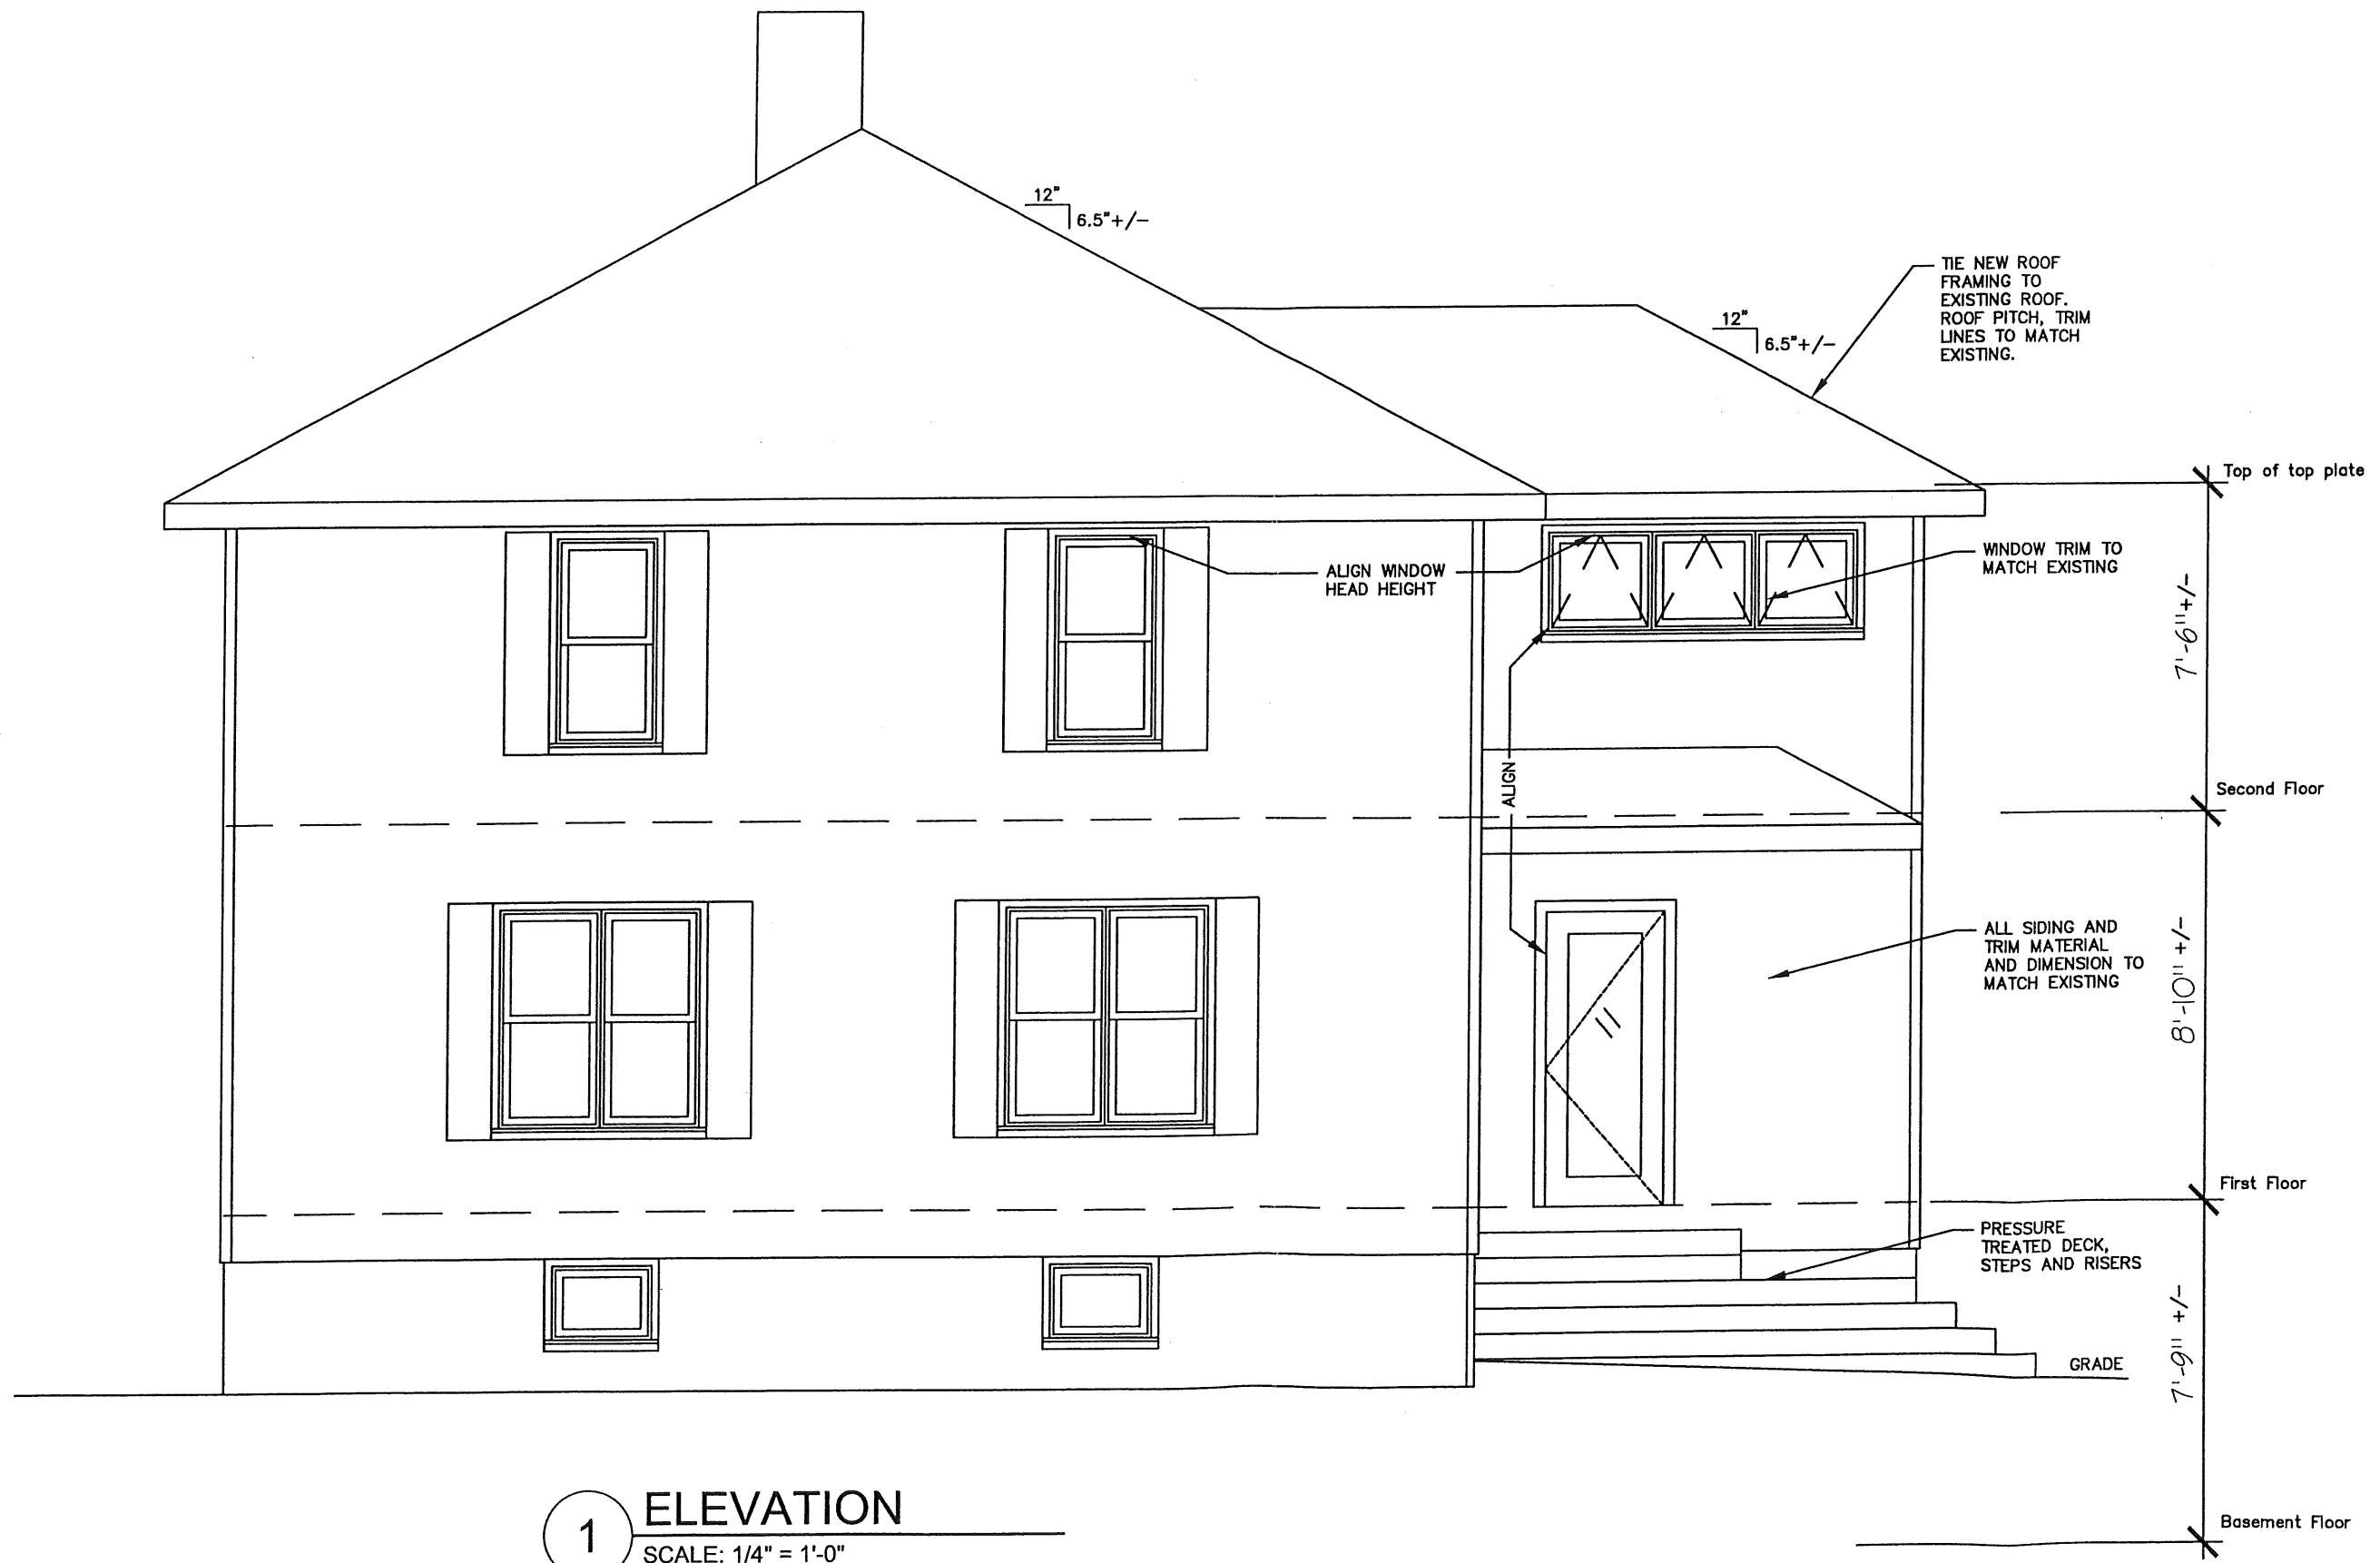 12"
6.5"+/-
TIE NEW ROOF
FRAMING TO
EXISTING ROOF.
ROOF PITCH, TRIM
LINES TO MATCH
EXISTING.
12"
6.5"+/-
Top of top plate
ALIGN WINDOW
HEAD HEIGHT
WINDOW TRIM TO
MATCH EXISTING
7'-6"+/-
ALIGN
Second Floor
ALL SIDING AND
TRIM MATERIAL
AND DIMENSION TO
MATCH EXISTING
8'-10" +/-
First Floor
PRESSURE
TREATED DECK,
STEPS AND RISERS
GRADE
7'-9" +/-
Basement Floor
1
ELEVATION
SCALE: 1/4" = 1'-0"